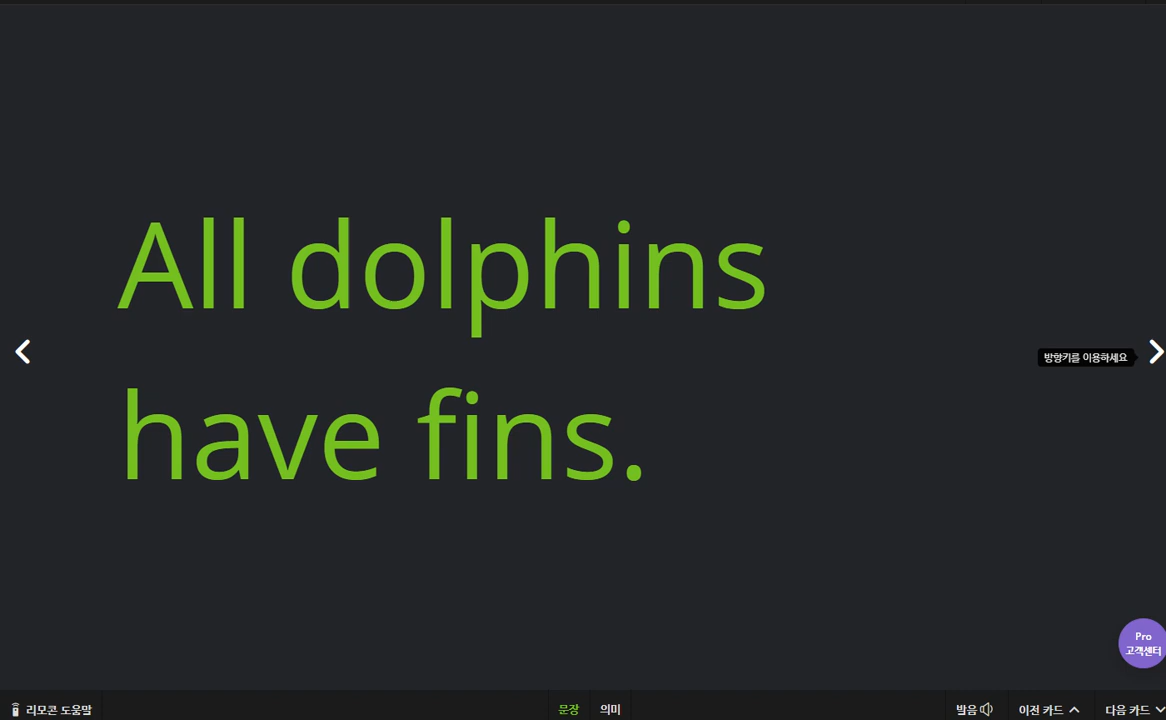 All dolphins
have fins.
방향키를 이용하세요
Pro
고객센터
리모콘 도움말
문장
의미
발음
이전 카드
다음 카드